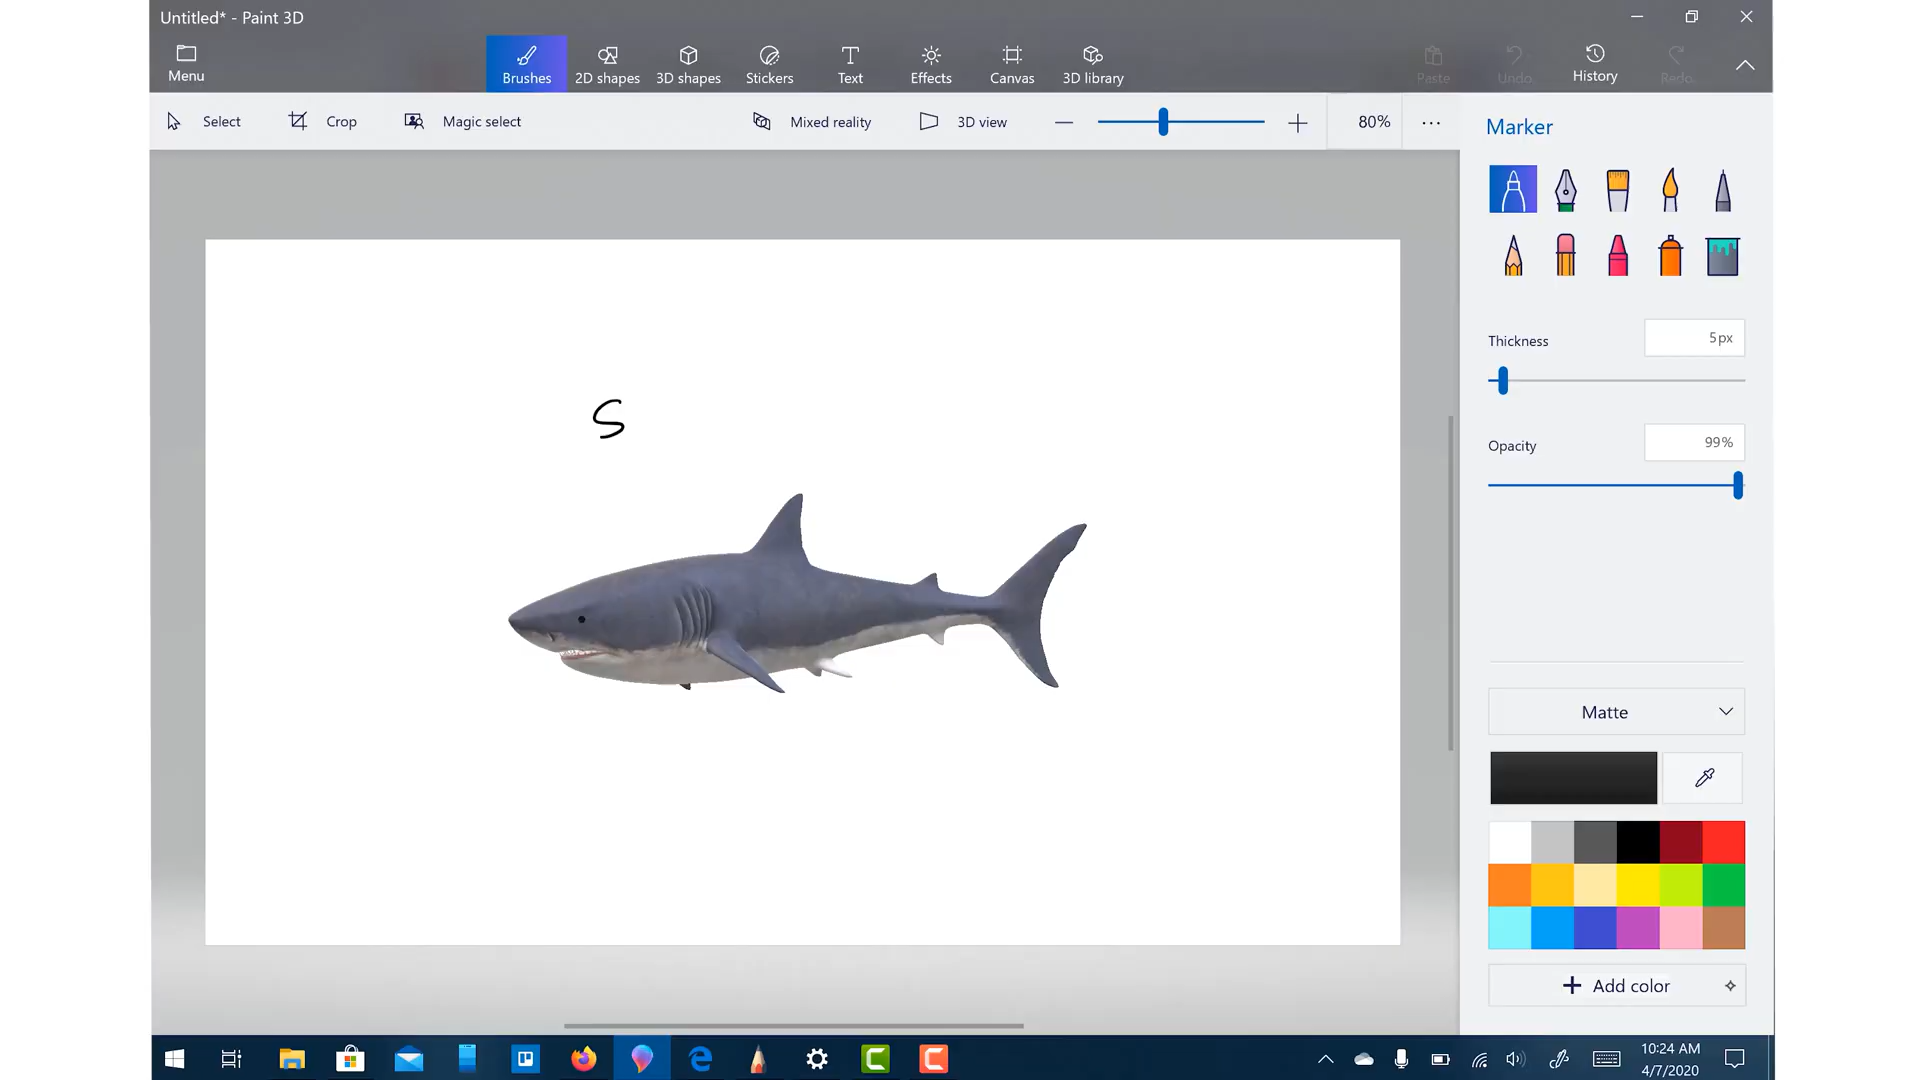 Untitled* - Paint 3D
Menu
Brushes
2D shapes
3D shapes
Stickers
Text
Effects
Canvas
3D library
Paste
Undo
History
Redo
Select
Crop
Magic select
Mixed reality
3D view
80%
Marker
Thickness
5px
Opacity
99%
S
Matte
Add color
10:24 AM
4/7/2020